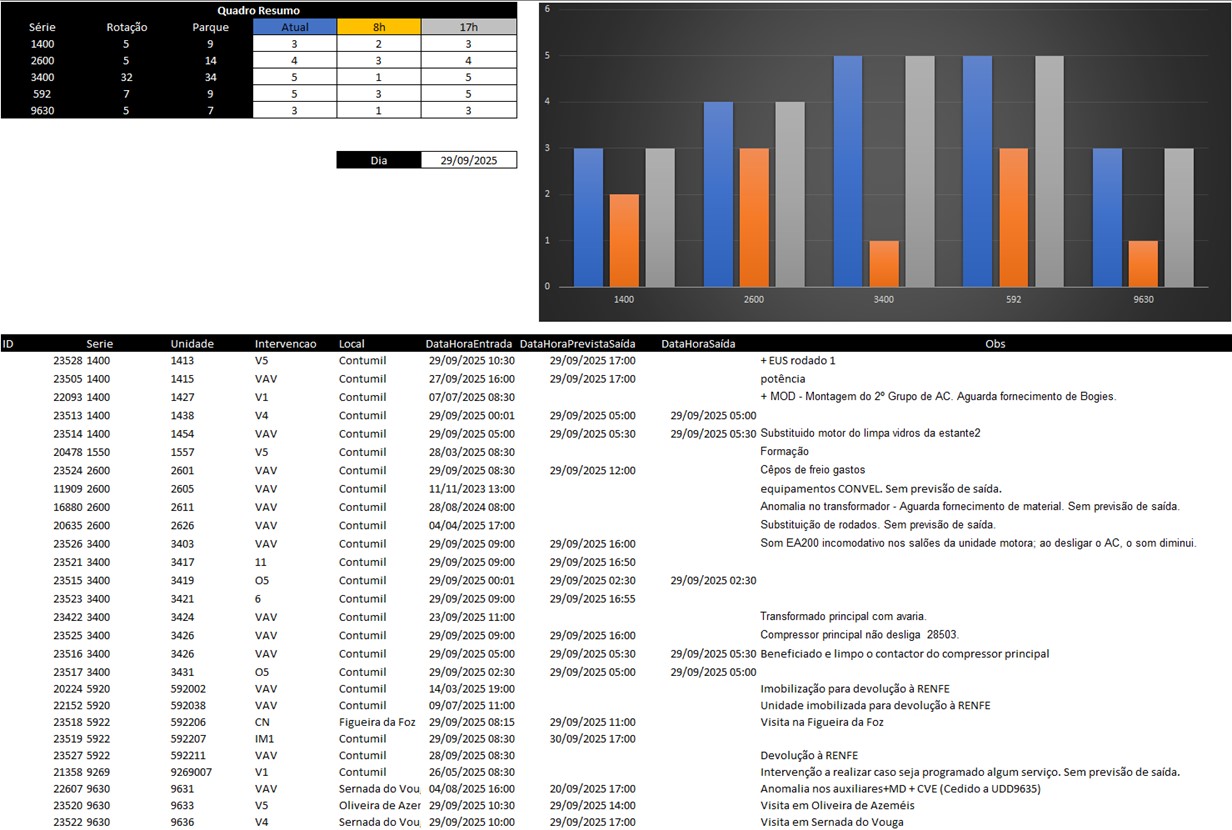 Quadro Resumo
Série Rotação Parque Atual 8h 17h
1400 5 9 3 2 3
2600 5 14 4 3 4
3400 32 34 5 1 5
592 7 9 5 3 5
9630 5 7 3 1 3
Dia 29/09/2025
6
5
4
3
2
1
0
1400 2600 3400 592 9630
ID Serie Unidade Intervencao Local DataHoraEntrada DataHoraPrevistaSaída DataHoraSaída Obs
23528 1400 1413 V5 Contumil 29/09/2025 10:30 29/09/2025 17:00 + EUS rodado 1
23505 1400 1415 VAV Contumil 27/09/2025 16:00 29/09/2025 17:00 potência
22093 1400 1427 V1 Contumil 07/07/2025 08:30 + MOD - Montagem do 2º Grupo de AC. Aguarda fornecimento de Bogies.
23513 1400 1438 V4 Contumil 29/09/2025 00:01 29/09/2025 05:00 29/09/2025 05:00
23514 1400 1454 VAV Contumil 29/09/2025 05:00 29/09/2025 05:30 29/09/2025 05:30 Substituido motor do limpa vidros da estante2
20478 1550 1557 V5 Contumil 28/03/2025 08:30 Formação
23524 2600 2601 VAV Contumil 29/09/2025 08:30 29/09/2025 12:00 Cêpos de freio gastos
11909 2600 2605 VAV Contumil 11/11/2023 13:00 equipamentos CONVEL. Sem previsão de saída.
16880 2600 2611 VAV Contumil 28/08/2024 08:00 Anomalia no transformador - Aguarda fornecimento de material. Sem previsão de saída.
20635 2600 2626 VAV Contumil 04/04/2025 17:00 Substituição de rodados. Sem previsão de saída.
23526 3400 3403 VAV Contumil 29/09/2025 09:00 29/09/2025 16:00 Som EA200 incomodativo nos salões da unidade motora; ao desligar o AC, o som diminui.
23521 3400 3417 11 Contumil 29/09/2025 09:00 29/09/2025 16:50
23515 3400 3419 O5 Contumil 29/09/2025 00:01 29/09/2025 02:30 29/09/2025 02:30
23523 3400 3421 6 Contumil 29/09/2025 09:00 29/09/2025 16:55
23422 3400 3424 VAV Contumil 23/09/2025 11:00 Transformado principal com avaria.
23525 3400 3426 VAV Contumil 29/09/2025 09:00 29/09/2025 16:00 Compressor principal não desliga 28503.
23516 3400 3426 VAV Contumil 29/09/2025 05:00 29/09/2025 05:30 29/09/2025 05:30 Beneficiado e limpo o contactor do compressor principal
23517 3400 3431 O5 Contumil 29/09/2025 02:30 29/09/2025 05:00 29/09/2025 05:00
20224 5920 592002 VAV Contumil 14/03/2025 19:00 Imobilização para devolução à RENFE
22152 5920 592038 VAV Contumil 09/07/2025 11:00 Unidade imobilizada para devolução à RENFE
23518 5922 592206 CN Figueira da Foz 29/09/2025 08:15 29/09/2025 11:00 Visita na Figueira da Foz
23519 5922 592207 IM1 Contumil 29/09/2025 08:30 30/09/2025 17:00
23527 5922 592211 VAV Contumil 28/09/2025 08:30 Devolução à RENFE
21358 9269 9269007 V1 Contumil 26/05/2025 08:30 Intervenção a realizar caso seja programado algum serviço. Sem previsão de saída.
22607 9630 9631 VAV Sernada do Vou 04/08/2025 16:00 20/09/2025 17:00 Anomalia nos auxiliares+MD + CVE (Cedido a UDD9635)
23520 9630 9633 V5 Oliveira de Azer 29/09/2025 10:30 29/09/2025 14:00 Visita em Oliveira de Azeméis
23522 9630 9636 V4 Sernada do Vou 29/09/2025 10:00 29/09/2025 17:00 Visita em Sernada do Vouga